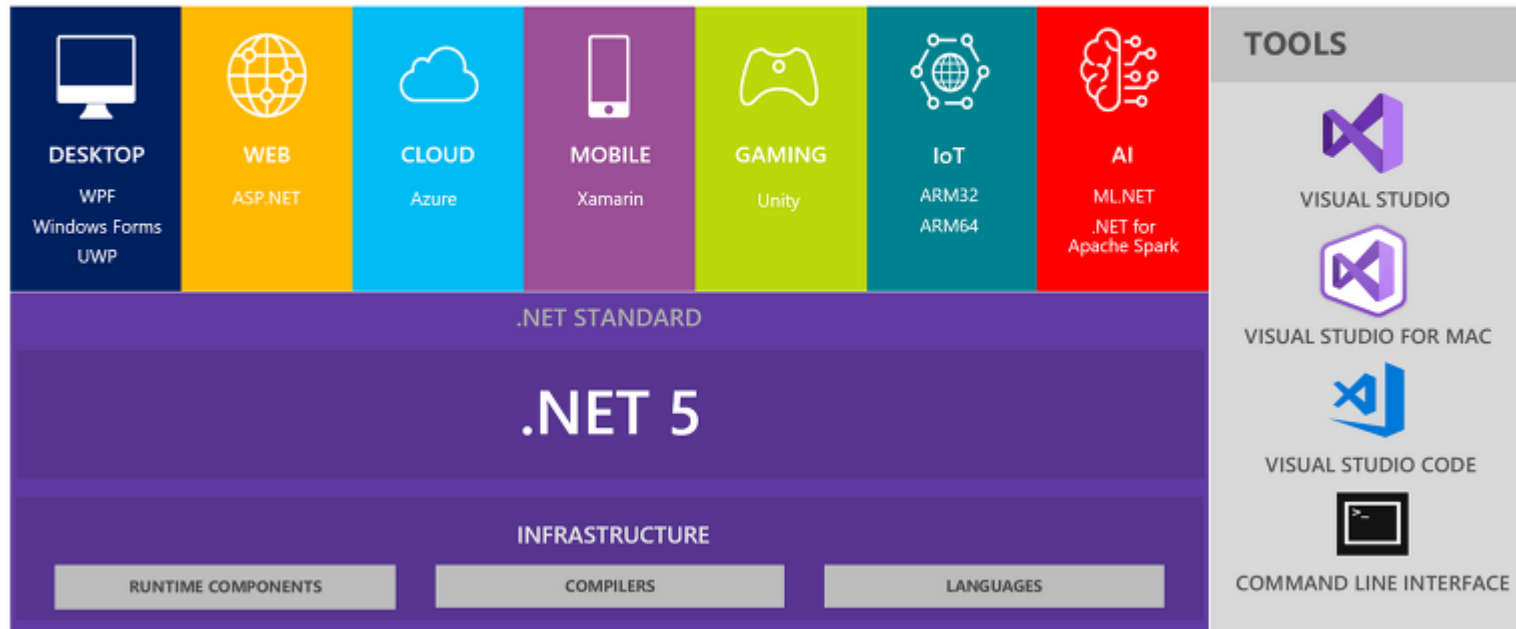 DESKTOP
WPF
Windows Forms
UWP
WEB
ASP.NET
CLOUD
Azure
MOBILE
Xamarin
GAMING
Unity
IoT
ARM32
ARM64
AI
ML.NET
.NET for
Apache Spark
.NET STANDARD
.NET 5
INFRASTRUCTURE
RUNTIME COMPONENTS
COMPILERS
LANGUAGES
TOOLS
VISUAL STUDIO
VISUAL STUDIO FOR MAC
VISUAL STUDIO CODE
>_
COMMAND LINE INTERFACE